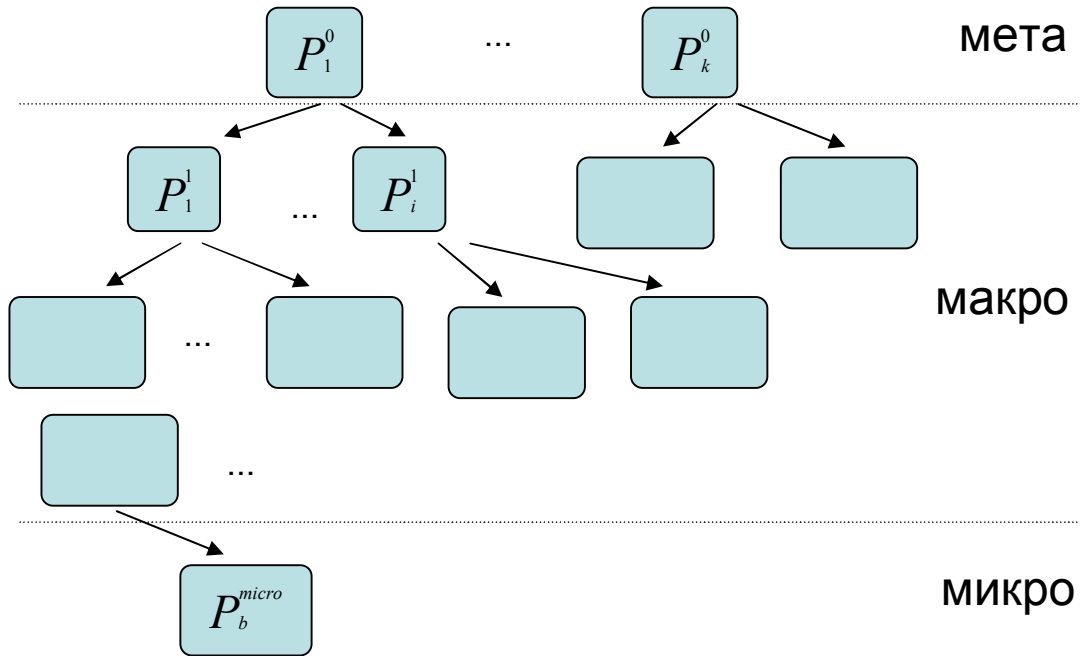 P_1^0 ... P_k^0 мета
P_1^1 ... P_i^1
... макро
...
P_b^{micro} микро